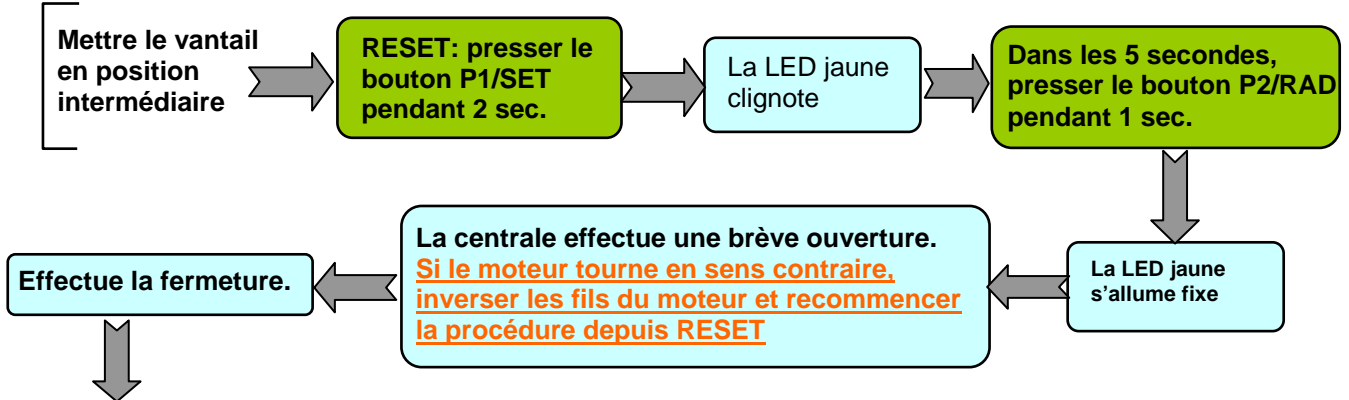 Mettre le vantail
en position
intermédiaire
RESET: presser le
bouton P1/SET
pendant 2 sec.
La LED jaune
clignote
Dans les 5 secondes,
presser le bouton P2/RAD
pendant 1 sec.
La LED jaune
s’allume fixe
La centrale effectue une brève ouverture.
Si le moteur tourne en sens contraire,
inverser les fils du moteur et recommencer
la procédure depuis RESET
Effectue la fermeture.